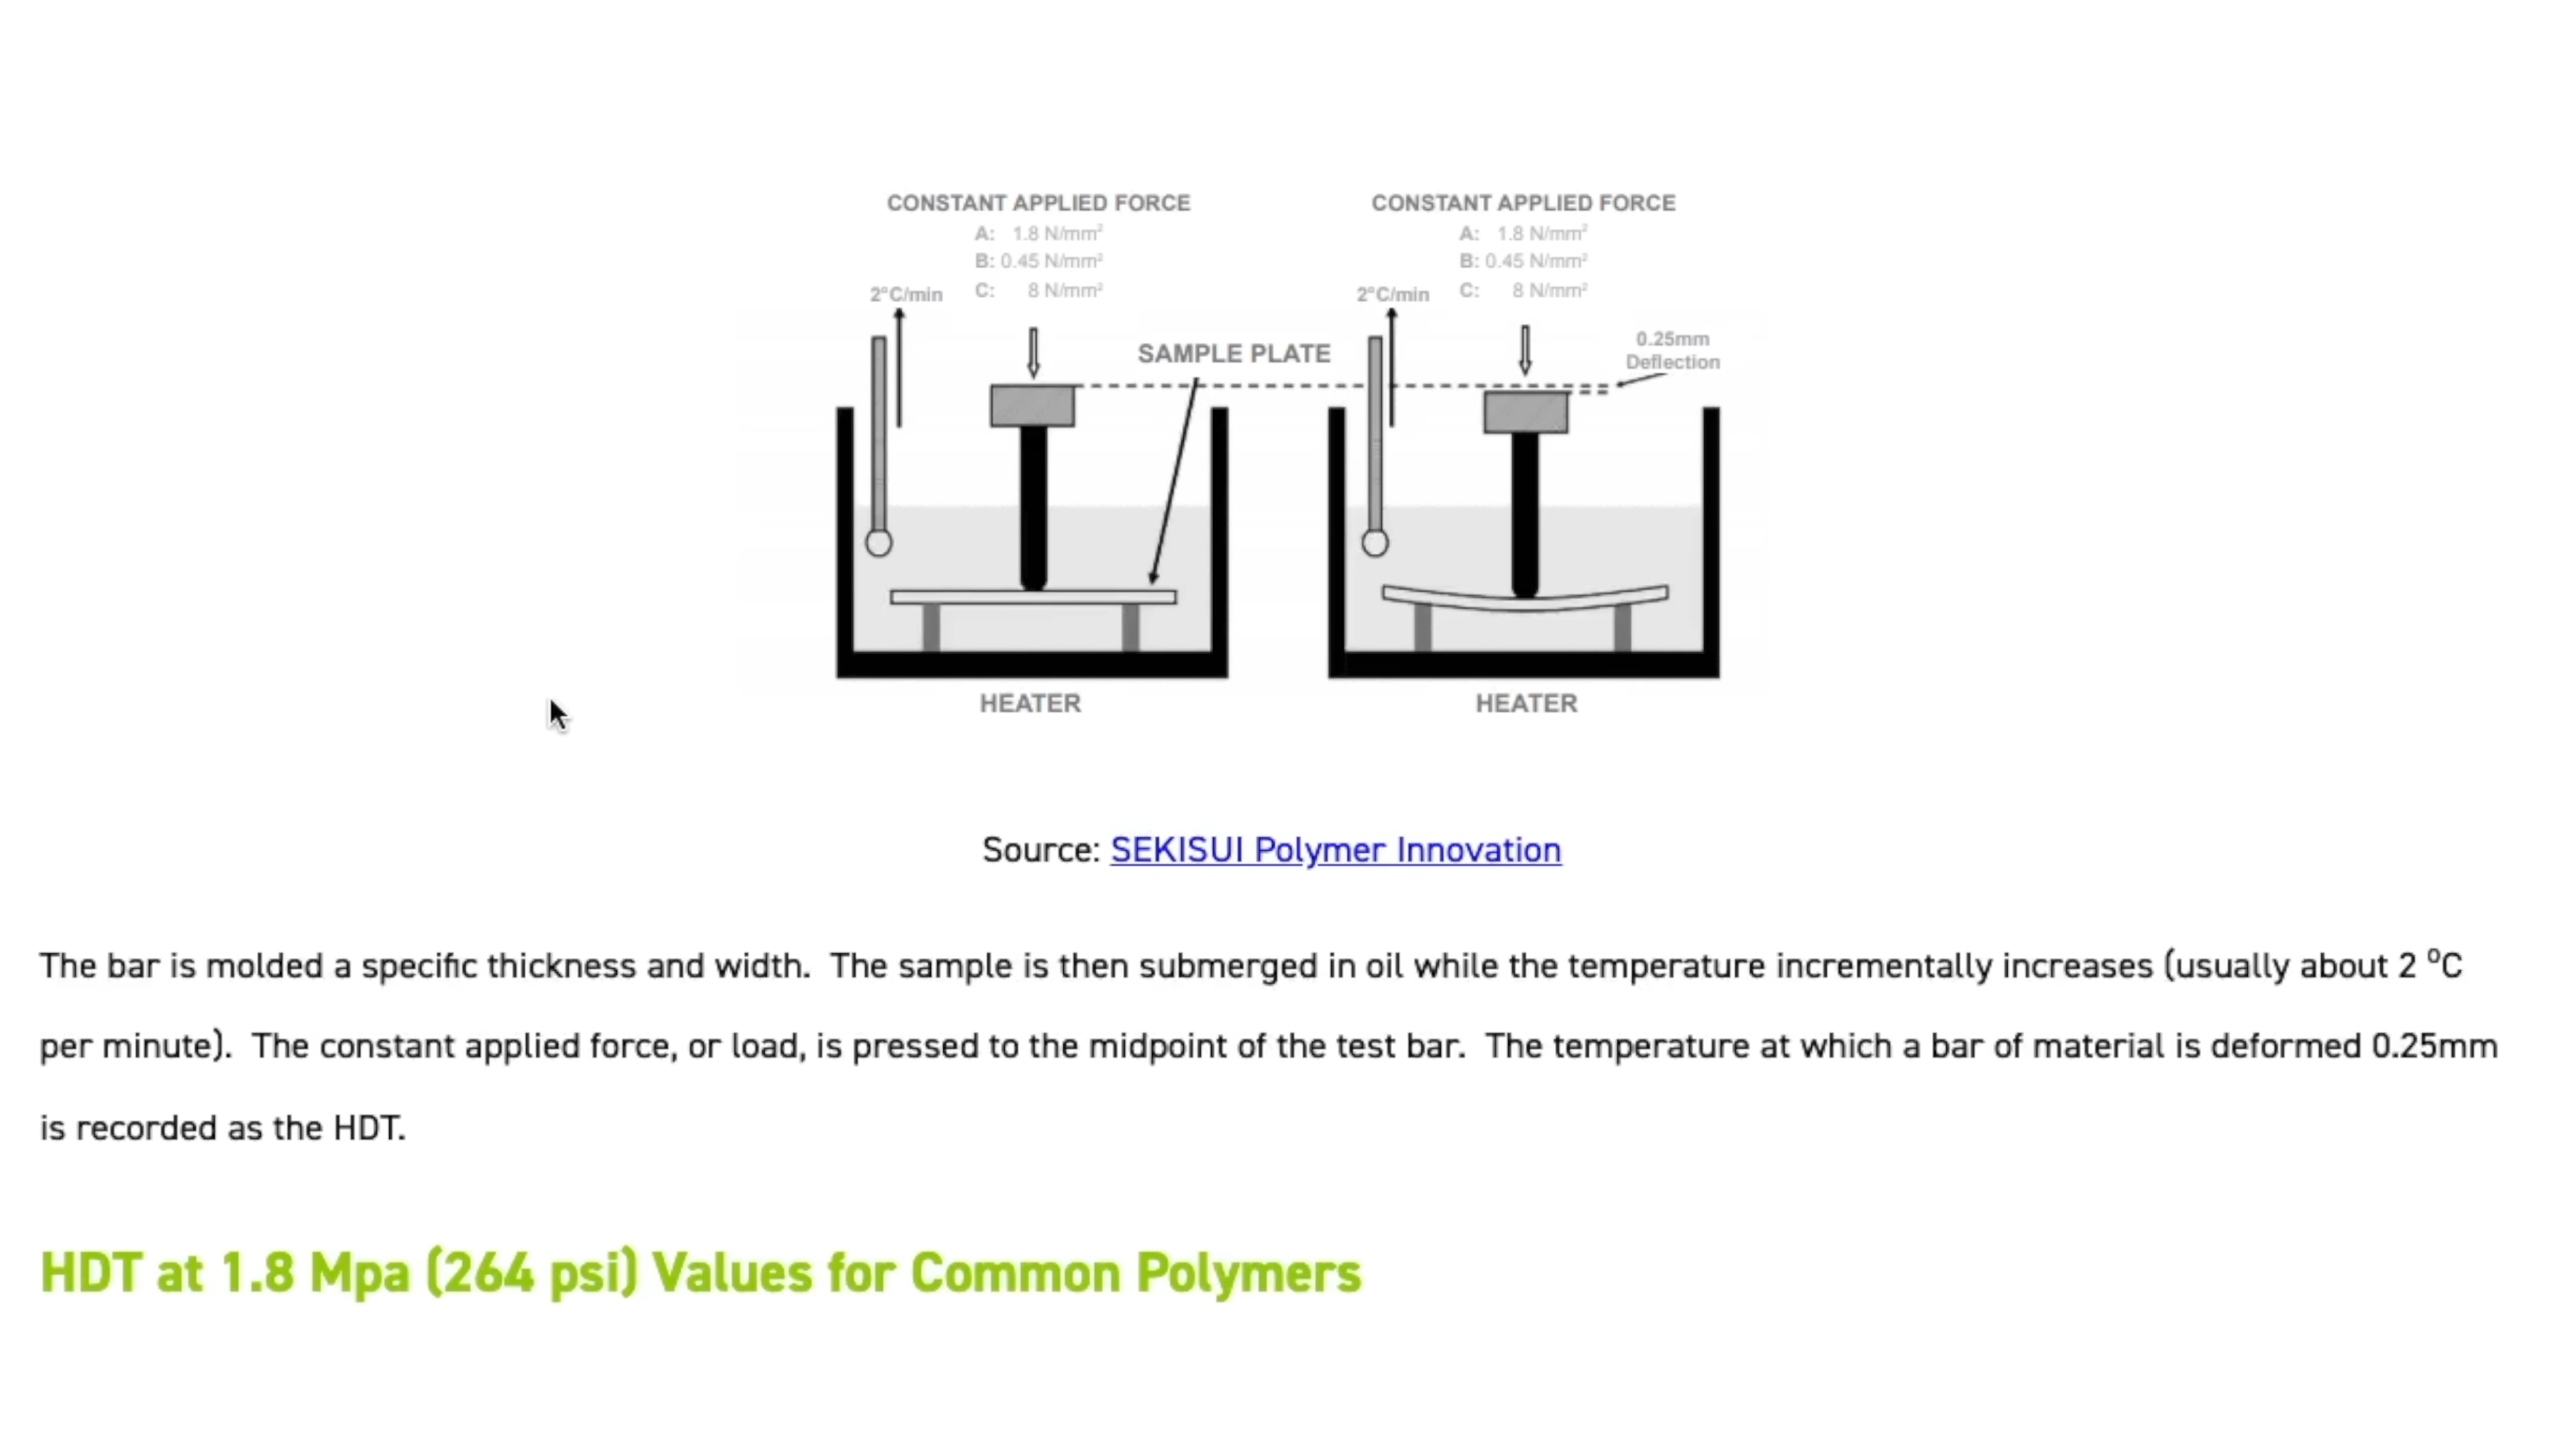 CONSTANT APPLIED FORCE
A: 1.8 N/mm²
B: 0.45 N/mm²
C: 8 N/mm²
2°C/min
CONSTANT APPLIED FORCE
A: 1.8 N/mm²
B: 0.45 N/mm²
C: 8 N/mm²
2°C/min
SAMPLE PLATE
0.25mm
Deflection
HEATER
HEATER
Source: SEKISUI Polymer Innovation
The bar is molded a specific thickness and width.  The sample is then submerged in oil while the temperature incrementally increases (usually about 2 ⁰C
per minute).  The constant applied force, or load, is pressed to the midpoint of the test bar.  The temperature at which a bar of material is deformed 0.25mm
is recorded as the HDT.
HDT at 1.8 Mpa (264 psi) Values for Common Polymers